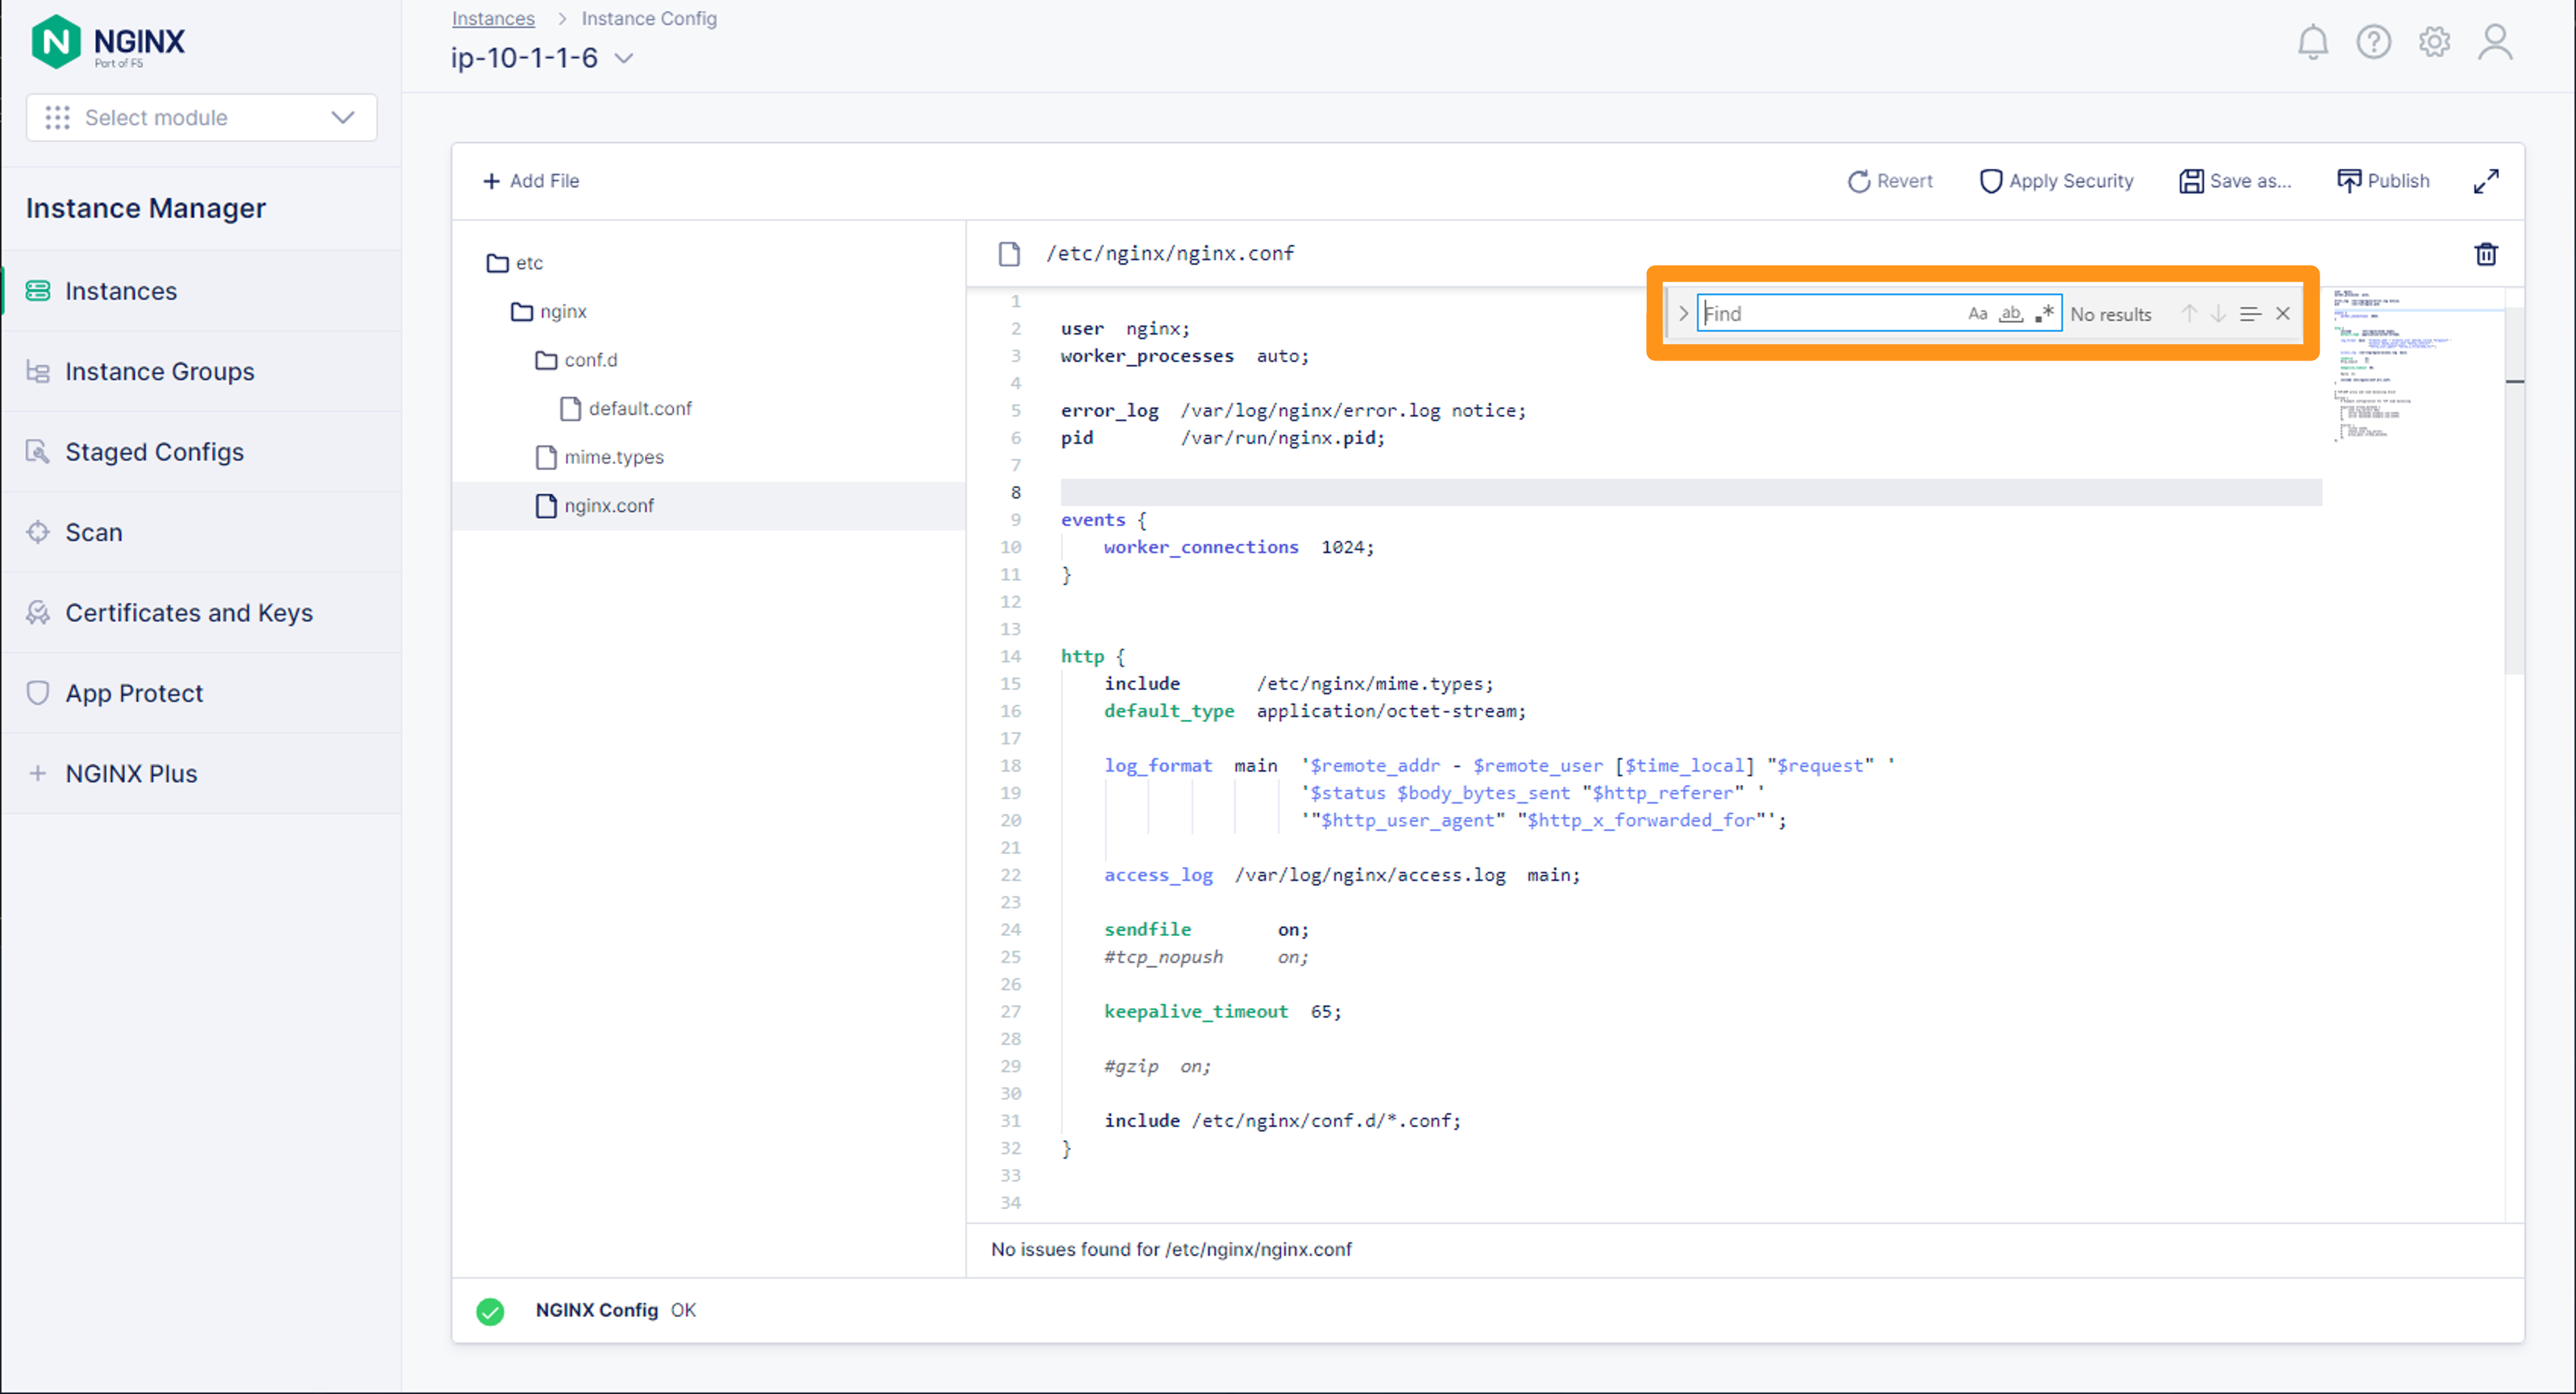 NGINX
Part of F5
Select module
Instance Manager
Instances
Instance Groups
Staged Configs
Scan
Certificates and Keys
App Protect
NGINX Plus
Instances > Instance Config
ip-10-1-1-6
Add File
Revert
Apply Security
Save as...
Publish
etc
nginx
conf.d
default.conf
mime.types
nginx.conf
/etc/nginx/nginx.conf
Find Aa ab .* No results
1
2 user  nginx;
3 worker_processes  auto;
4
5 error_log  /var/log/nginx/error.log notice;
6 pid        /var/run/nginx.pid;
7
8
9 events {
10     worker_connections  1024;
11 }
12
13
14 http {
15     include       /etc/nginx/mime.types;
16     default_type  application/octet-stream;
17
18     log_format  main  '$remote_addr - $remote_user [$time_local] "$request" '
19                       '$status $body_bytes_sent "$http_referer" '
20                       '"$http_user_agent" "$http_x_forwarded_for"';
21
22     access_log  /var/log/nginx/access.log  main;
23
24     sendfile        on;
25     #tcp_nopush     on;
26
27     keepalive_timeout  65;
28
29     #gzip  on;
30
31     include /etc/nginx/conf.d/*.conf;
32 }
33
34
No issues found for /etc/nginx/nginx.conf
NGINX Config OK